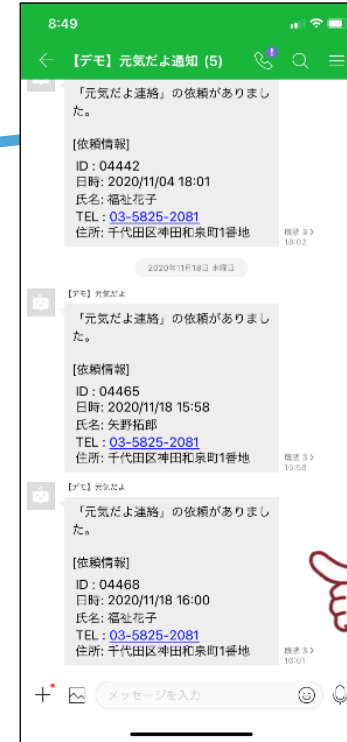 8:49
【デモ】元気だよ通知 (5)
「元気だよ連絡」の依頼がありまし
た。
[依頼情報]
ID : 04442
日時: 2020/11/04 18:01
氏名: 福祉花子
TEL : 03-5825-2081
住所: 千代田区神田和泉町1番地
既読 3
18:02
2020年11月18日 水曜日
【デモ】元気だよ
「元気だよ連絡」の依頼がありまし
た。
[依頼情報]
ID : 04465
日時: 2020/11/18 15:58
氏名: 矢野拓郎
TEL : 03-5825-2081
住所: 千代田区神田和泉町1番地
既読 3
15:58
【デモ】元気だよ
「元気だよ連絡」の依頼がありまし
た。
[依頼情報]
ID : 04468
日時: 2020/11/18 16:00
氏名: 福祉花子
TEL : 03-5825-2081
住所: 千代田区神田和泉町1番地
既読 3
16:01
メッセージを入力